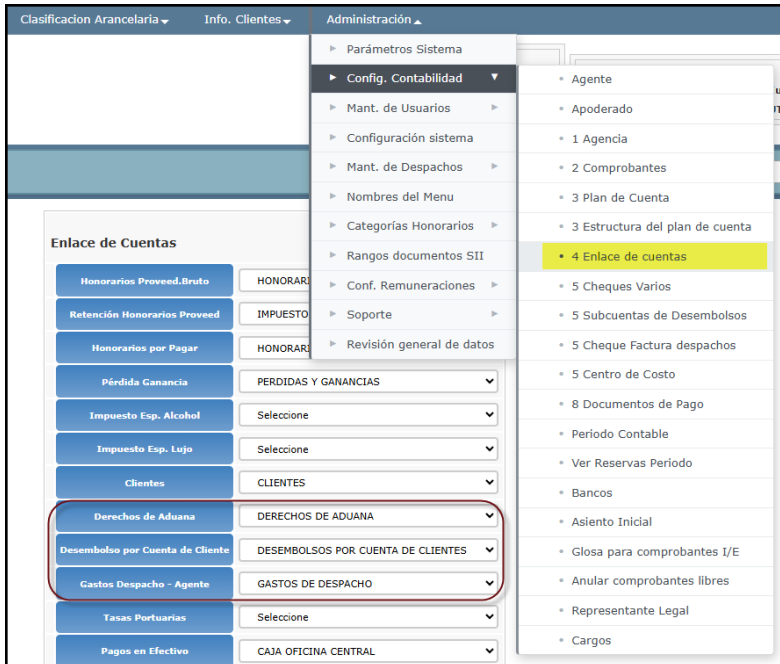 Clasificacion Arancelaria
Info. Clientes
Administración
Parámetros Sistema
Config. Contabilidad
Mant. de Usuarios
Configuración sistema
Mant. de Despachos
Nombres del Menu
Categorías Honorarios
Rangos documentos SII
Conf. Remuneraciones
Soporte
Revisión general de datos
Agente
Apoderado
1 Agencia
2 Comprobantes
3 Plan de Cuenta
3 Estructura del plan de cuenta
4 Enlace de cuentas
5 Cheques Varios
5 Subcuentas de Desembolsos
5 Cheque Factura despachos
5 Centro de Costo
8 Documentos de Pago
Periodo Contable
Ver Reservas Periodo
Bancos
Asiento Inicial
Glosa para comprobantes I/E
Anular comprobantes libres
Representante Legal
Cargos
Enlace de Cuentas
Honorarios Proveed.Bruto
HONORARI
Retención Honorarios Proveed
IMPUESTO
Honorarios por Pagar
HONORARI
Pérdida Ganancia
PERDIDAS Y GANANCIAS
Impuesto Esp. Alcohol
Seleccione
Impuesto Esp. Lujo
Seleccione
Clientes
CLIENTES
Derechos de Aduana
DERECHOS DE ADUANA
Desembolso por Cuenta de Cliente
DESEMBOLSOS POR CUENTA DE CLIENTES
Gastos Despacho - Agente
GASTOS DE DESPACHO
Tasas Portuarias
Seleccione
Pagos en Efectivo
CAJA OFICINA CENTRAL